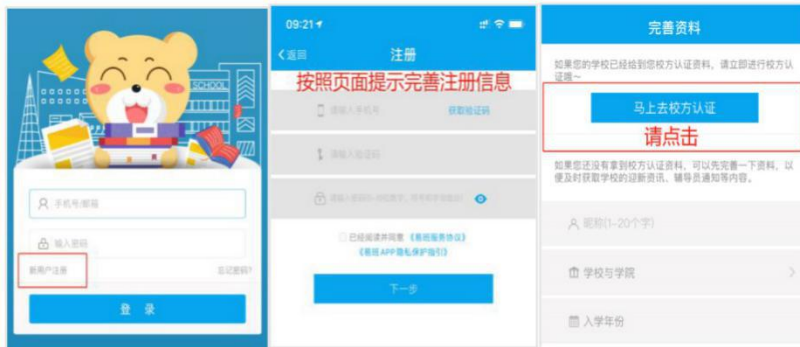 手机号/邮箱
输入密码
新用户注册
忘记密码?
登 录
09:21
返回
注册
按照页面提示完善注册信息
请输入手机号
获取验证码
请输入验证码
已经阅读并同意《易班服务协议》
《易班APP隐私保护指引》
下一步
完善资料
如果您的学校已经给到您校方认证资料,请立即进行校方认
证哦~
马上去校方认证
请点击
如果您还没有拿到校方认证资料,可以先完善一下资料,以
便及时获取学校的迎新资讯、辅导员通知等内容。
昵称(1-20个字)
学校与学院
入学年份